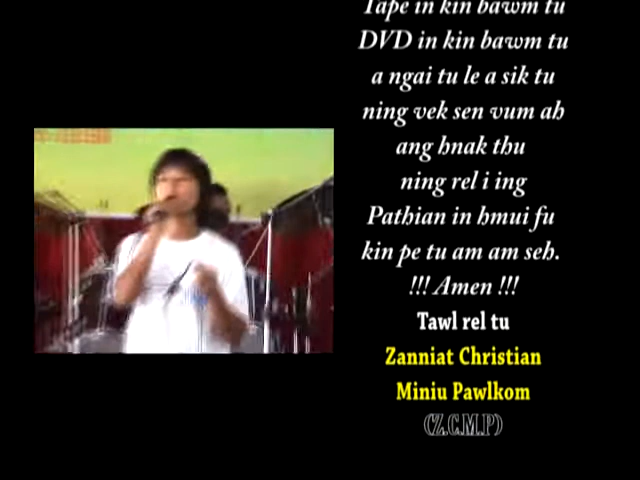 Tape in kin bawm tu
DVD in kin bawm tu
a ngai tu le a sik tu
ning vek sen vum ah
ang hnak thu
ning rel i ing
Pathian in hmui fu
kin pe tu am am seh.
!!! Amen !!!
Tawl rel tu
Zanniat Christian
Miniu Pawlkom
(Z.C.M.P)